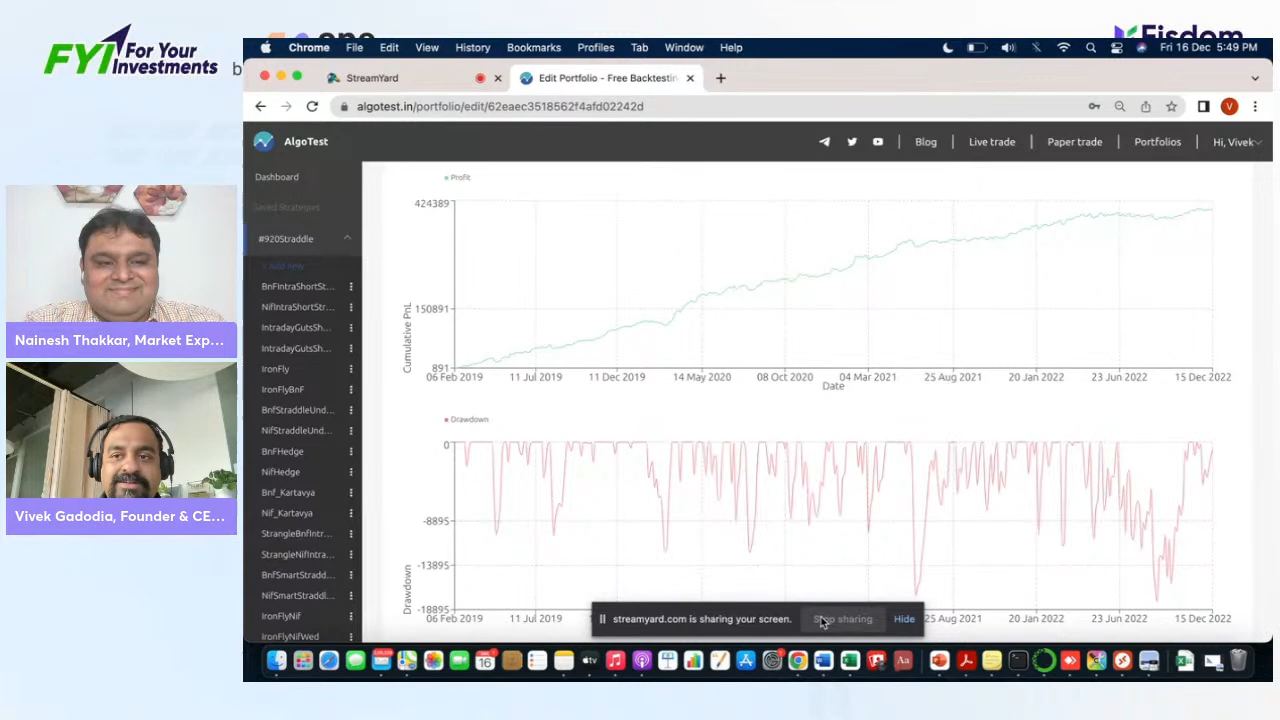 FYI For Your Investments
Fisdom
Chrome File Edit View History Bookmarks Profiles Tab Window Help
Fri 16 Dec 5:49 PM
StreamYard
Edit Portfolio - Free Backtestin
algotest.in/portfolio/edit/62eaec3518562f4afd02242d
V
AlgoTest
Blog
Live trade
Paper trade
Portfolios
Hi, Vivek
Dashboard
Saved Strategies
#920Straddle
+ Add New
BnFIntraShortSt...
NifIntraShortStr...
IntradayGutsSh...
IntradayGutsSh...
IronFly
IronFlyBnF
BnfStraddleUnd...
NifStraddleUnd...
BnFHedge
NifHedge
Bnf_Kartavya
Nif_Kartavya
StrangleBnfIntr...
StrangleNifIntra...
BnfSmartStradd...
NifSmartStraddl...
IronFlyNif
IronFlyNifWed
Profit
424389
150891
891
Cumulative PnL
06 Feb 2019 11 Jul 2019 11 Dec 2019 14 May 2020 08 Oct 2020 04 Mar 2021 25 Aug 2021 20 Jan 2022 23 Jun 2022 15 Dec 2022
Date
Drawdown
0
-8895
-13895
-18895
Drawdown
06 Feb 2019 11 Jul 2019 25 Aug 2021 20 Jan 2022 23 Jun 2022 15 Dec 2022
streamyard.com is sharing your screen.
Stop sharing
Hide
Nainesh Thakkar, Market Exp...
Vivek Gadodia, Founder & CE...